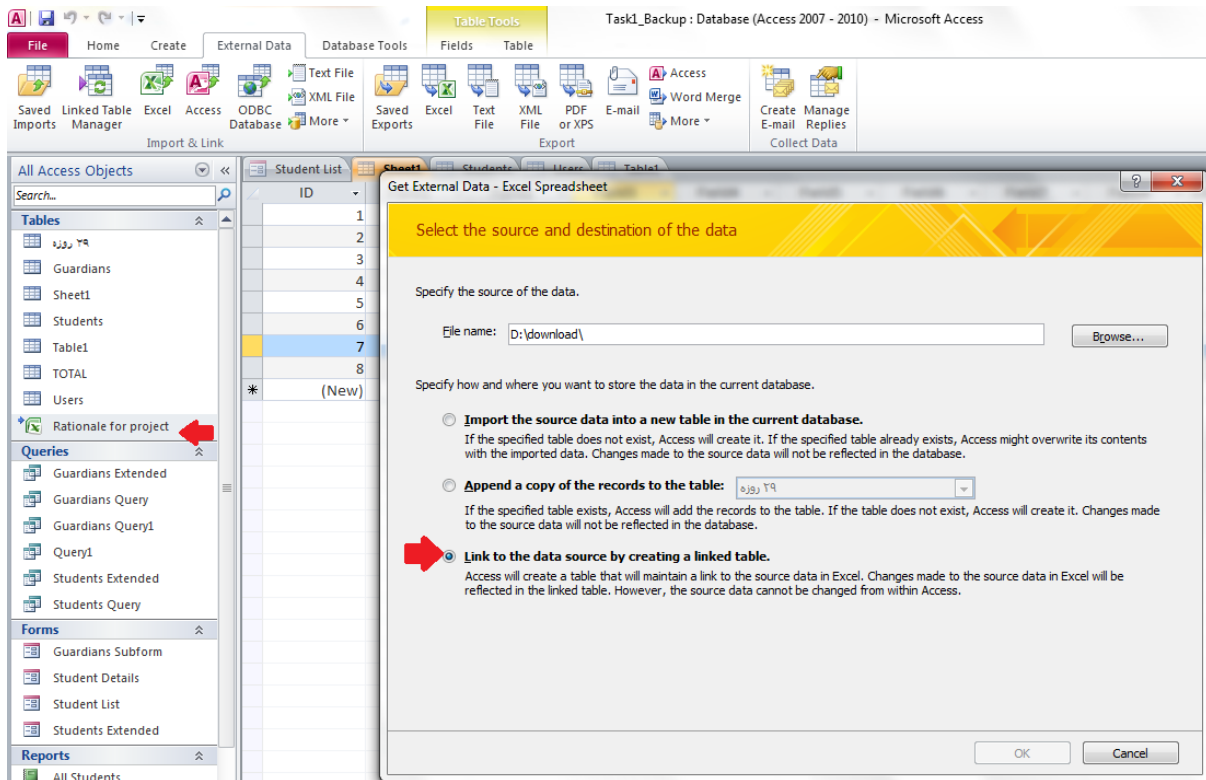 Table Tools
Task1_Backup : Database (Access 2007 - 2010) - Microsoft Access
File Home Create External Data Database Tools Fields Table
Saved Imports
Linked Table Manager
Excel
Access
ODBC Database
Text File
XML File
More
Import & Link
Saved Exports
Excel
Text File
XML File
PDF or XPS
E-mail
Access
Word Merge
More
Export
Create E-mail
Manage Replies
Collect Data
All Access Objects
Search...
Tables
۲۹ روزه
Guardians
Sheet1
Students
Table1
TOTAL
Users
Rationale for project
Queries
Guardians Extended
Guardians Query
Guardians Query1
Query1
Students Extended
Students Query
Forms
Guardians Subform
Student Details
Student List
Students Extended
Reports
All Students
Student List Sheet1 Students Users Table1
ID
1
2
3
4
5
6
7
8
(New)
Get External Data - Excel Spreadsheet
Select the source and destination of the data
Specify the source of the data.
File name: D:\download\ Browse...
Specify how and where you want to store the data in the current database.
Import the source data into a new table in the current database.
If the specified table does not exist, Access will create it. If the specified table already exists, Access might overwrite its contents
with the imported data. Changes made to the source data will not be reflected in the database.
Append a copy of the records to the table: ۲۹ روزه
If the specified table exists, Access will add the records to the table. If the table does not exist, Access will create it. Changes made
to the source data will not be reflected in the database.
Link to the data source by creating a linked table.
Access will create a table that will maintain a link to the source data in Excel. Changes made to the source data in Excel will be
reflected in the linked table. However, the source data cannot be changed from within Access.
OK Cancel